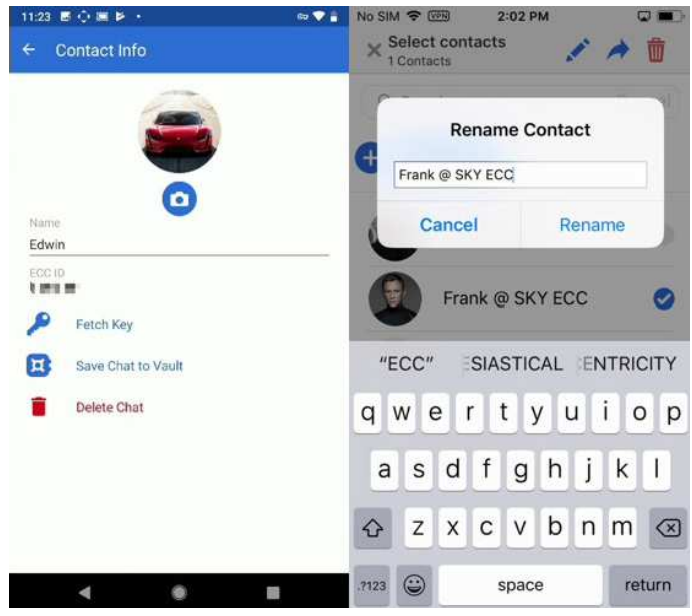 11:23
Contact Info
Name
Edwin
ECC ID
Fetch Key
Save Chat to Vault
Delete Chat
No SIM VPN 2:02 PM
Select contacts
1 Contacts
Rename Contact
Frank @ SKY ECC
Cancel Rename
Frank @ SKY ECC
"ECC" SIASTICAL ENTRICITY
q w e r t y u i o p
a s d f g h j k l
z x c v b n m
.?123 space return